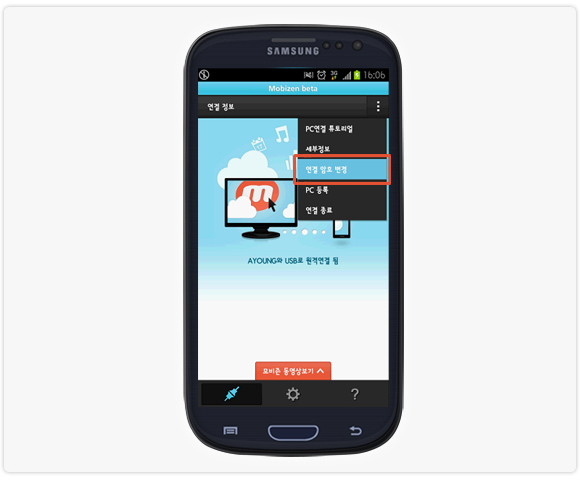 SAMSUNG
3G
16:06
Mobizen beta
연결 정보
PC연결 튜토리얼
세부정보
연결 암호 변경
PC 등록
연결 종료
m
AYOUNG와 USB로 원격연결 됨
모비즌 동영상보기
?